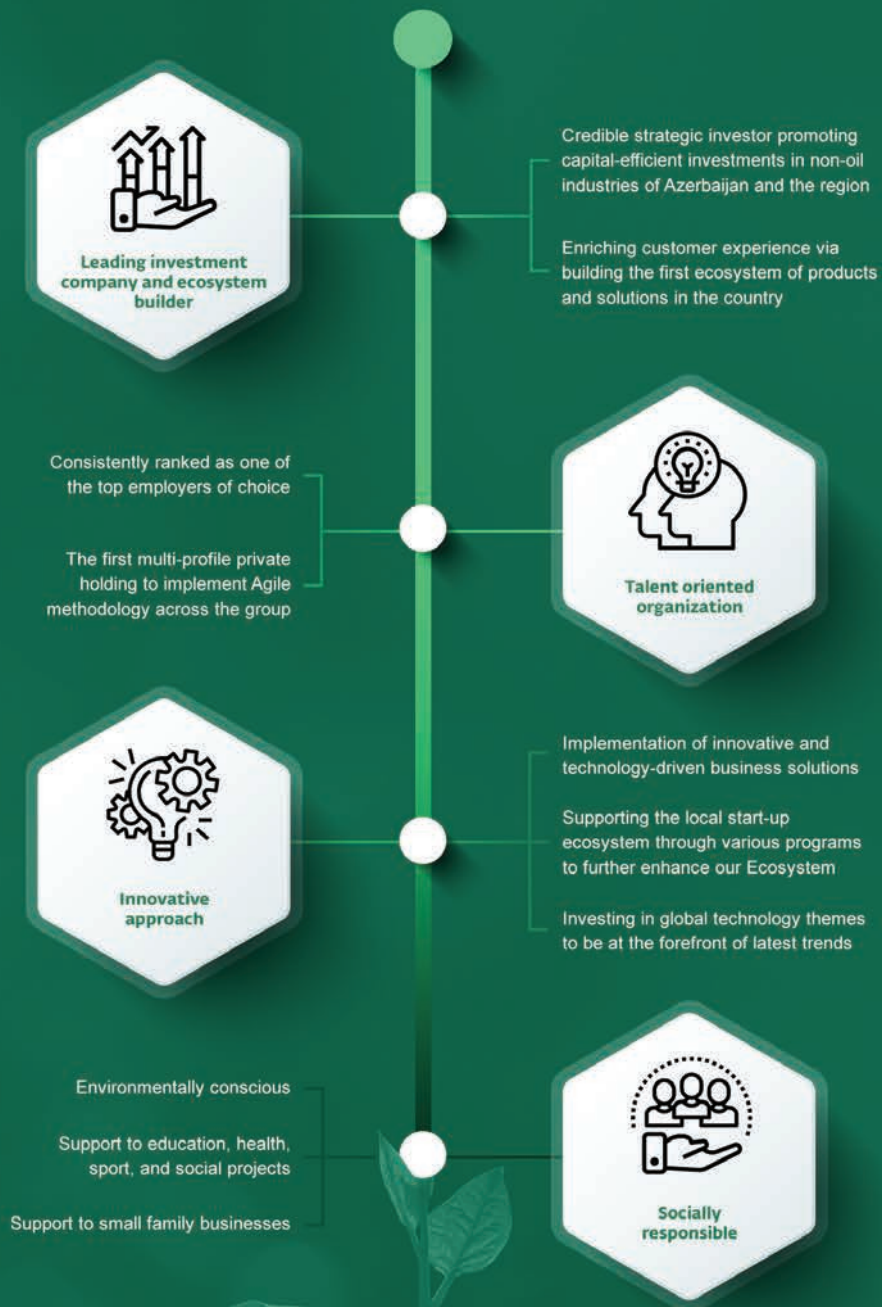 Leading investment
company and ecosystem
builder
Credible strategic investor promoting
capital-efficient investments in non-oil
industries of Azerbaijan and the region
Enriching customer experience via
building the first ecosystem of products
and solutions in the country
Consistently ranked as one of
the top employers of choice
The first multi-profile private
holding to implement Agile
methodology across the group
Talent oriented
organization
Innovative
approach
Implementation of innovative and
technology-driven business solutions
Supporting the local start-up
ecosystem through various programs
to further enhance our Ecosystem
Investing in global technology themes
to be at the forefront of latest trends
Environmentally conscious
Support to education, health,
sport, and social projects
Support to small family businesses
Socially
responsible